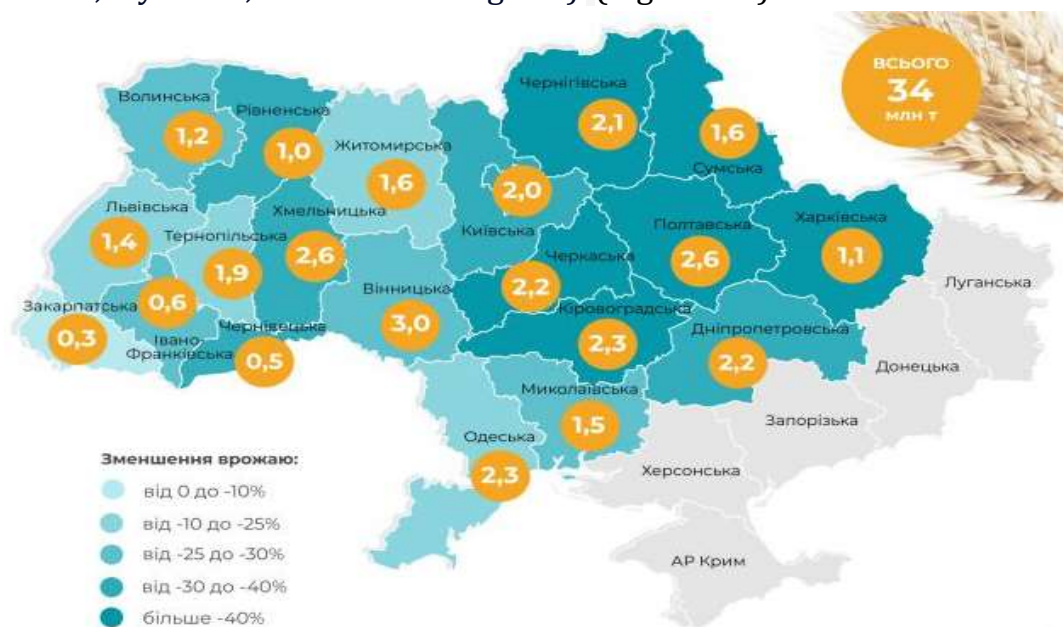 ВСЬОГО
34
МЛН Т
Чернігівська
2,1
1,6
Сумська
Волинська
1,2
Рівненська
1,0
Житомирська
1,6
2,0
Київська
Львівська
1,4
Тернопільська
1,9
Хмельницька
2,6
Вінницька
3,0
Черкаська
2,2
Полтавська
2,6
Харківська
1,1
Луганська
Закарпатська
0,3
0,6
Івано-
Франківська
Чернівецька
0,5
Кіровоградська
2,3
Дніпропетровська
2,2
Донецька
Миколаївська
1,5
Запорізька
Одеська
2,3
Херсонська
АР Крим
Зменшення врожаю:
від 0 до -10%
від -10 до -25%
від -25 до -30%
від -30 до -40%
більше -40%